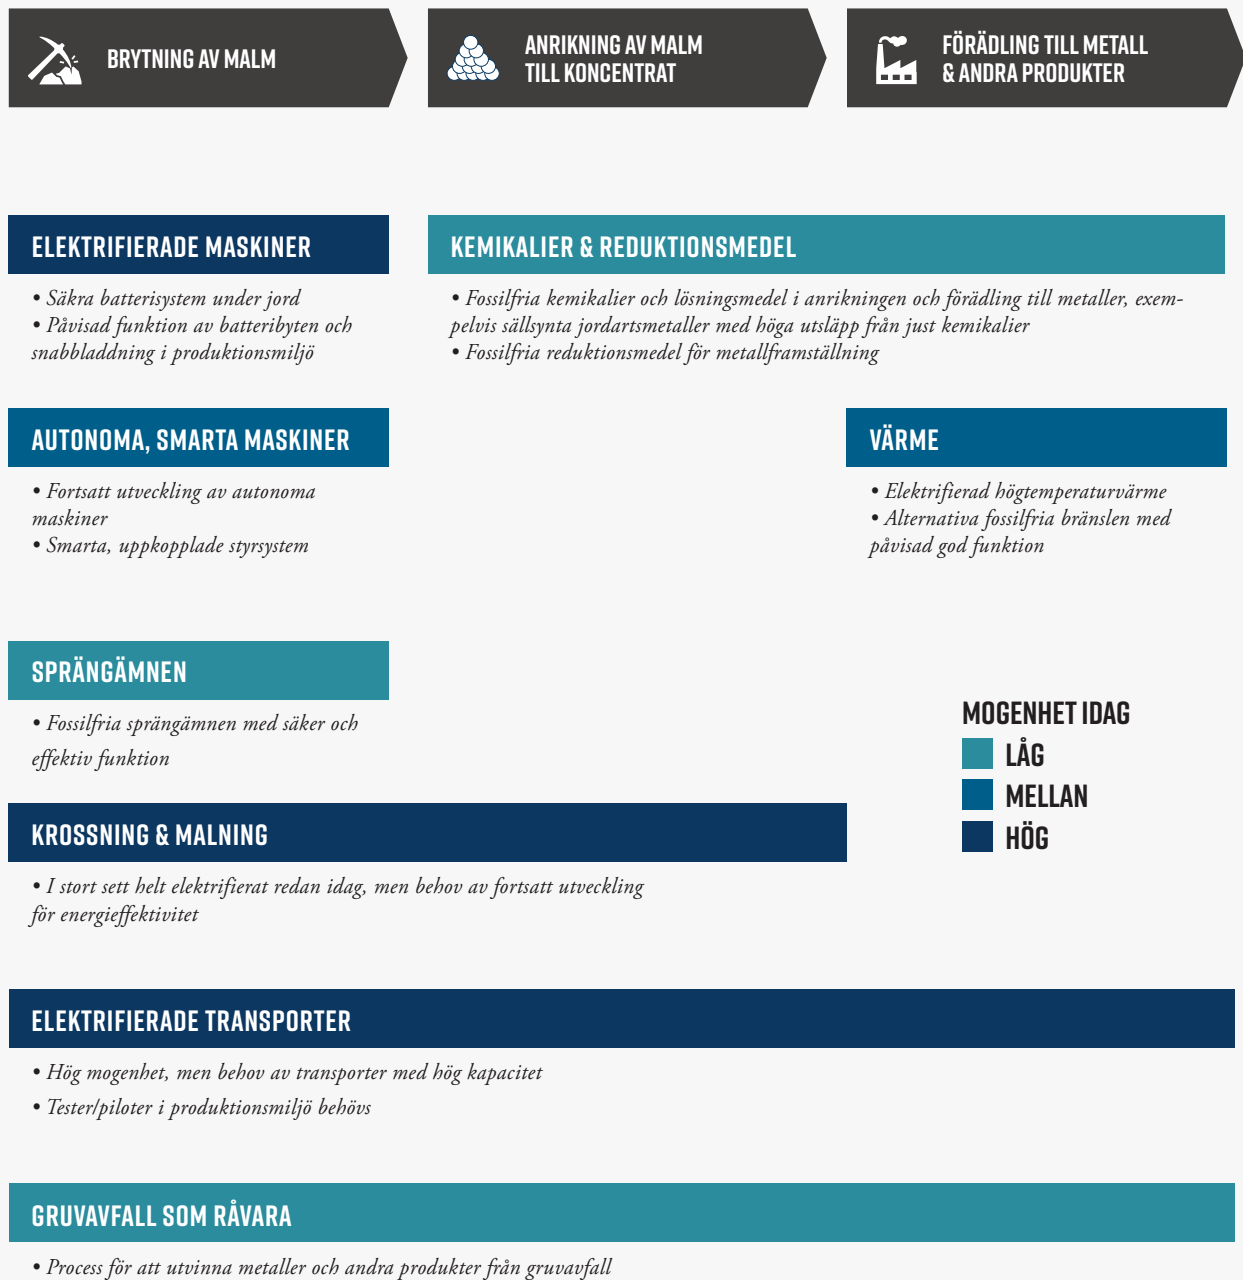 BRYTNING AV MALM
ANRIKNING AV MALM
TILL KONCENTRAT
FÖRÄDLING TILL METALL
& ANDRA PRODUKTER
ELEKTRIFIERADE MASKINER
• Säkra batterisystem under jord
• Påvisad funktion av batteribyten och
snabbladdning i produktionsmiljö
KEMIKALIER & REDUKTIONSMEDEL
• Fossilfria kemikalier och lösningsmedel i anrikningen och förädling till metaller, exem-
pelvis sällsynta jordartsmetaller med höga utsläpp från just kemikalier
• Fossilfria reduktionsmedel för metallframställning
AUTONOMA, SMARTA MASKINER
• Fortsatt utveckling av autonoma
maskiner
• Smarta, uppkopplade styrsystem
VÄRME
• Elektrifierad högtemperaturvärme
• Alternativa fossilfria bränslen med
påvisad god funktion
SPRÄNGÄMNEN
• Fossilfria sprängämnen med säker och
effektiv funktion
MOGENHET IDAG
LÅG
MELLAN
HÖG
KROSSNING & MALNING
• I stort sett helt elektrifierat redan idag, men behov av fortsatt utveckling
för energieffektivitet
ELEKTRIFIERADE TRANSPORTER
• Hög mogenhet, men behov av transporter med hög kapacitet
• Tester/piloter i produktionsmiljö behövs
GRUVAVFALL SOM RÅVARA
• Process för att utvinna metaller och andra produkter från gruvavfall